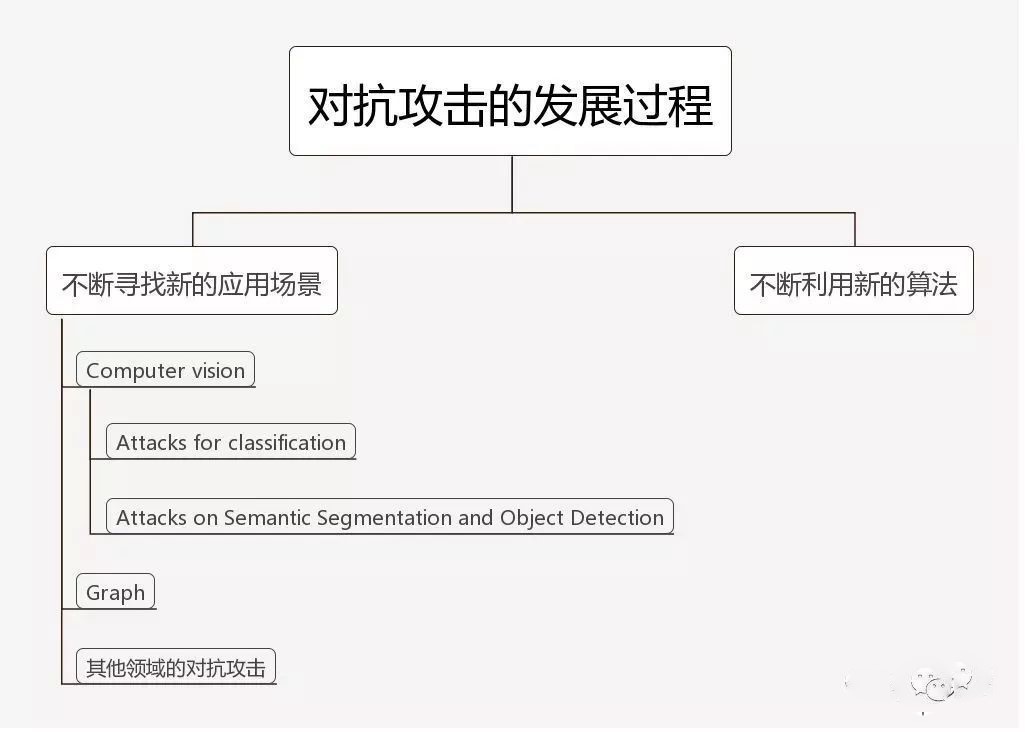 对抗攻击的发展过程
不断寻找新的应用场景
不断利用新的算法
Computer vision
Attacks for classification
Attacks on Semantic Segmentation and Object Detection
Graph
其他领域的对抗攻击